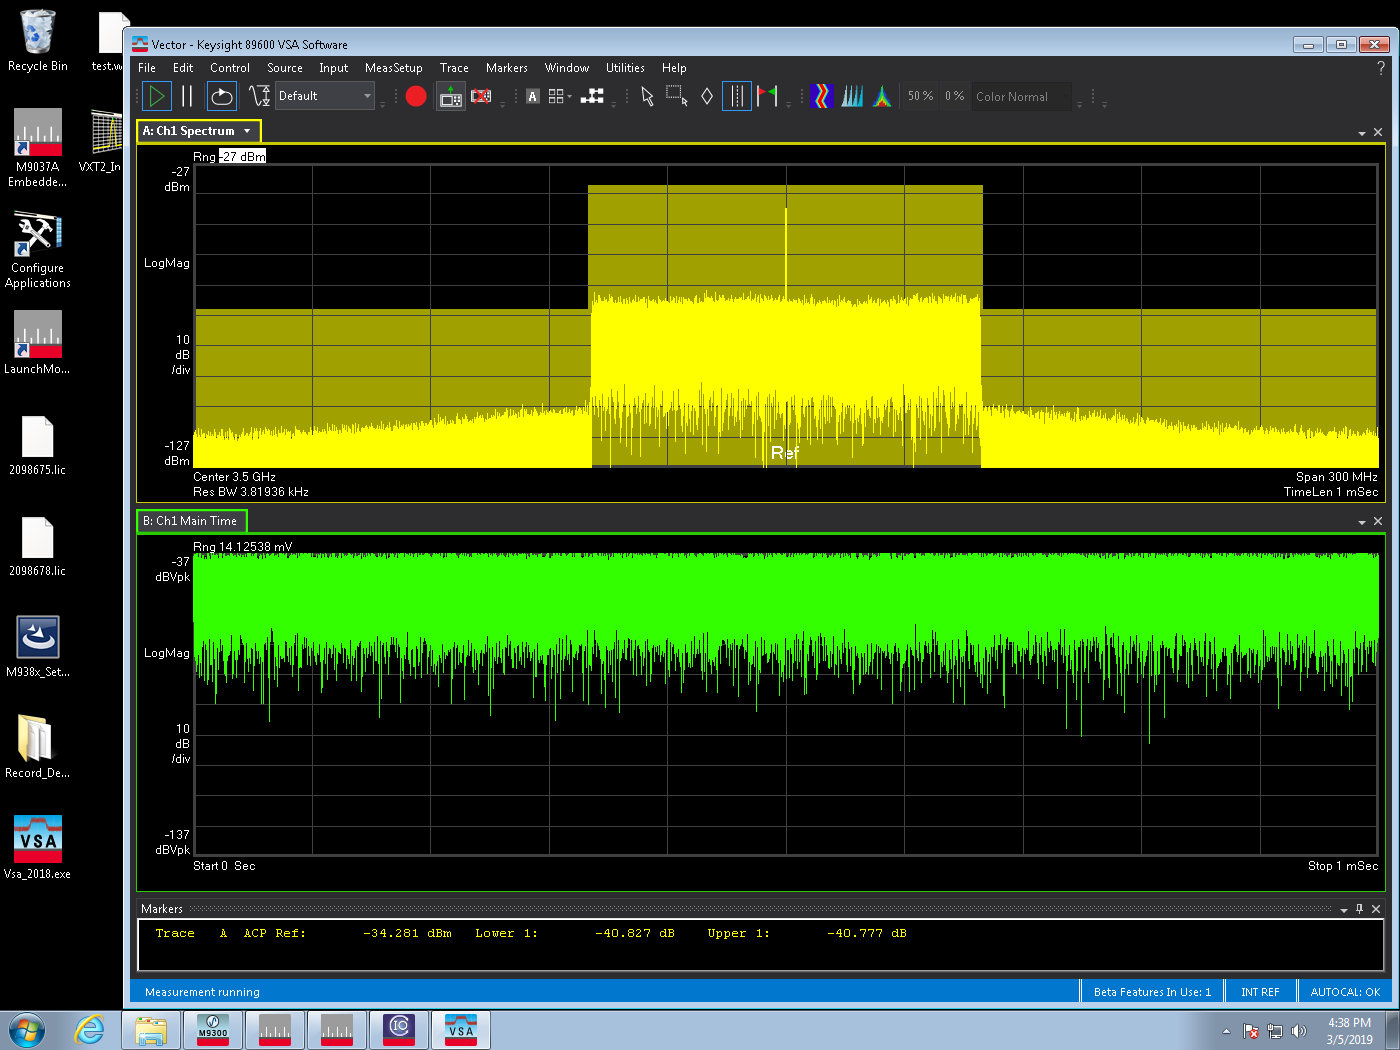 Recycle Bin
test.w
M9037A
Embedde...
VXT2_In
Configure
Applications
LaunchMo...
2098675.lic
2098678.lic
M938x_Set...
Record_De...
VSA
Vsa_2018.exe
Vector - Keysight 89600 VSA Software
File Edit Control Source Input MeasSetup Trace Markers Window Utilities Help ?
Default A 50 % 0 % Color Normal
A: Ch1 Spectrum
Rng -27 dBm
-27
dBm
LogMag
10
dB
/div
-127
dBm
Ref
Center 3.5 GHz Span 300 MHz
Res BW 3.81936 kHz TimeLen 1 mSec
B: Ch1 Main Time
Rng 14.12538 mV
-37
dBVpk
LogMag
10
dB
/div
-137
dBVpk
Start 0 Sec Stop 1 mSec
Markers
Trace A ACP Ref: -34.281 dBm Lower 1: -40.827 dB Upper 1: -40.777 dB
Measurement running Beta Features In Use: 1 INT REF AUTOCAL: OK
M9300 IC VSA
4:38 PM
3/5/2019